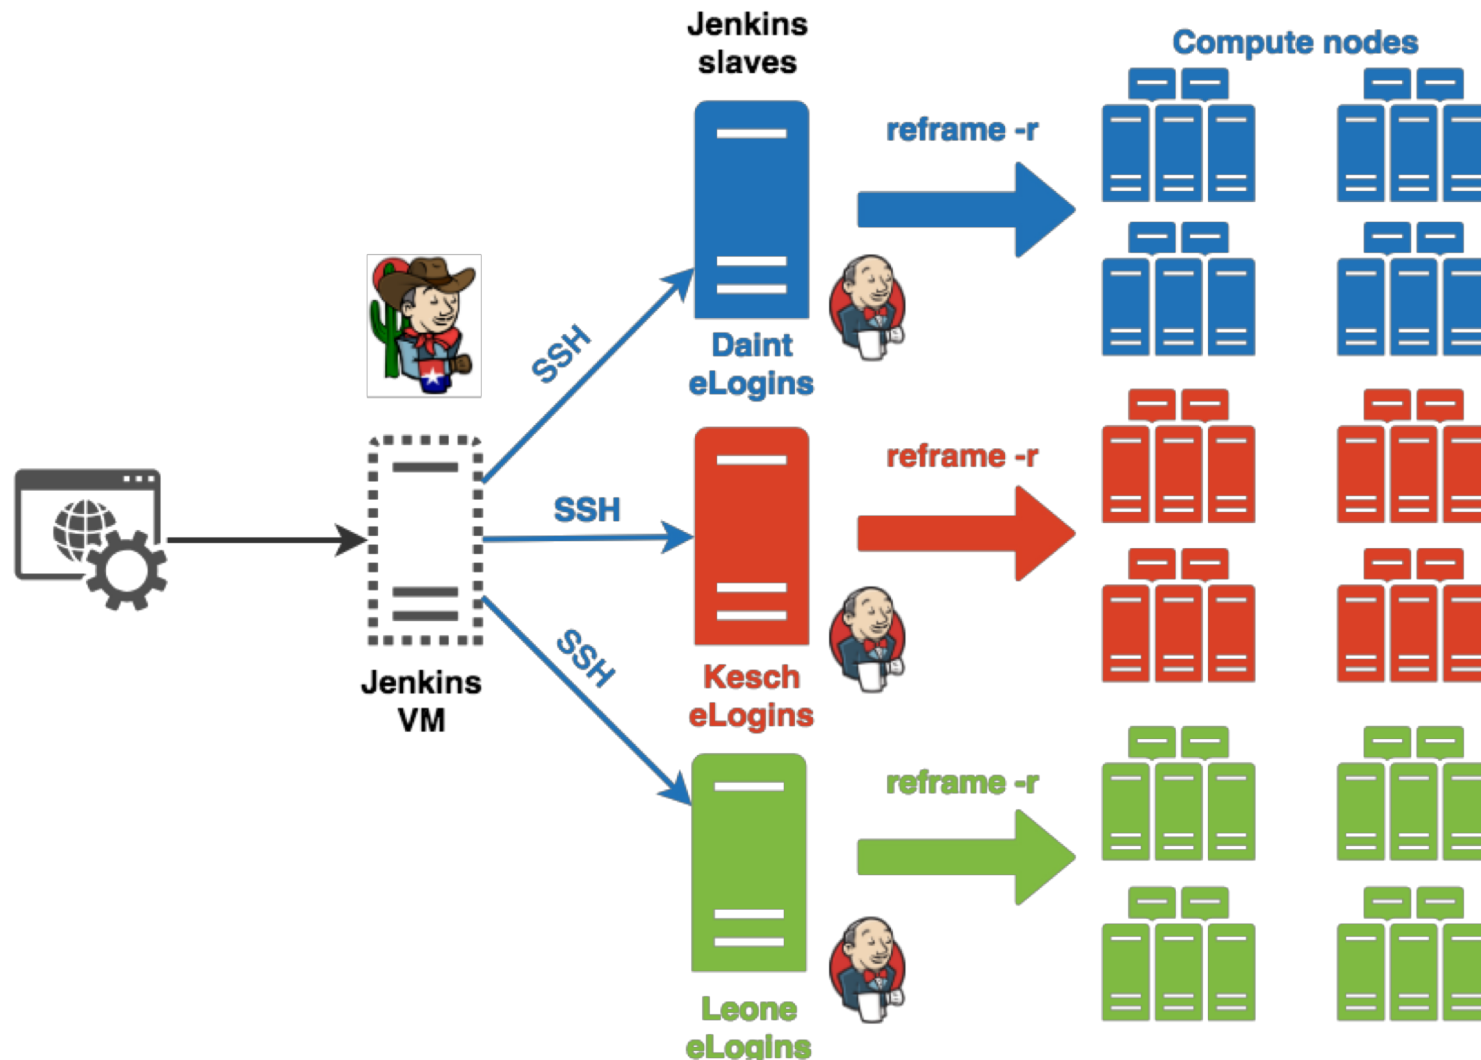 Jenkins
slaves
Compute nodes
reframe -r
SSH
Daint
eLogins
reframe -r
SSH
Kesch
eLogins
Jenkins
VM
SSH
reframe -r
Leone
eLogins